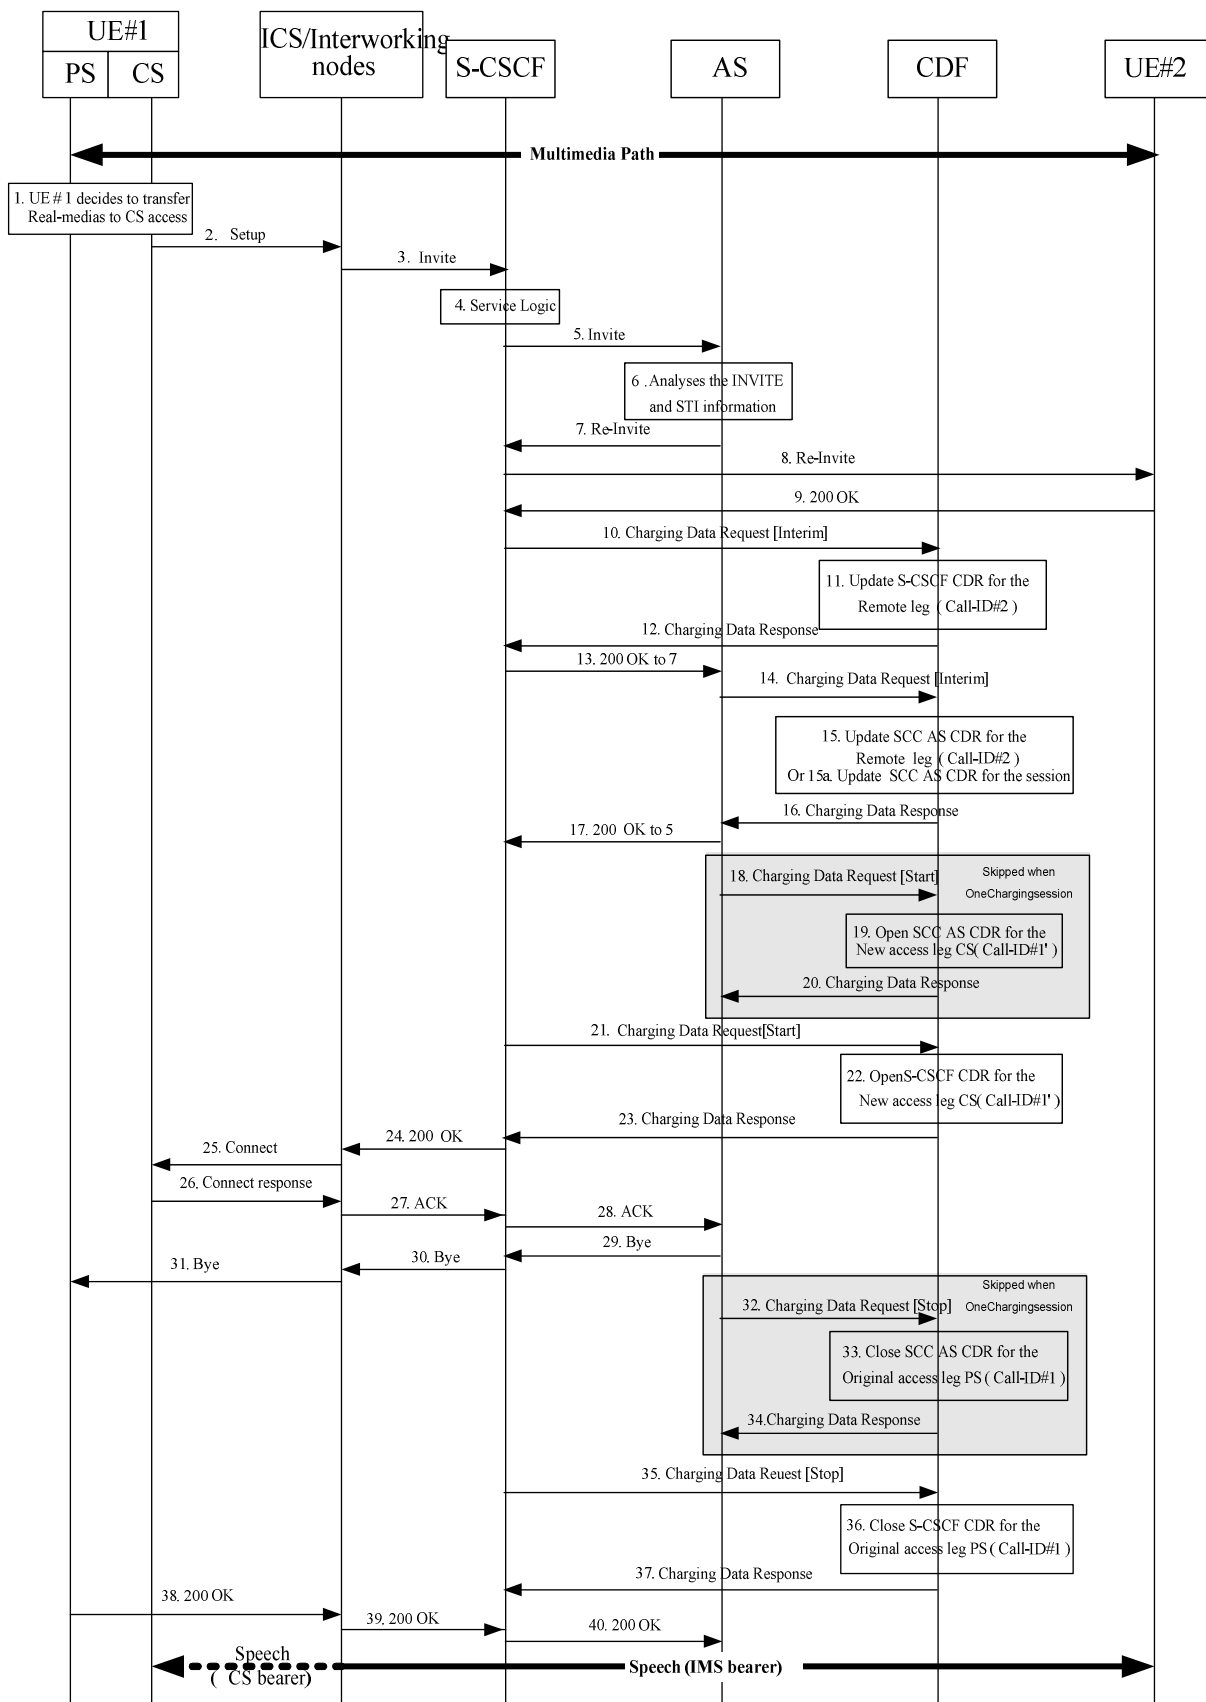 UE#1
PS
CS
ICS/Interworking
nodes
S-CSCF
AS
CDF
UE#2
Multimedia Path
1. UE # 1 decides to transfer
Real-medias to CS access
2. Setup
3. Invite
4. Service Logic
5. Invite
6 . Analyses the INVITE
and STI information
7. Re-Invite
8. Re-Invite
9. 200 OK
10. Charging Data Request [Interim]
11. Update S-CSCF CDR for the
Remote leg ( Call-ID#2 )
12. Charging Data Response
13. 200 OK to 7
14. Charging Data Request [Interim]
15. Update SCC AS CDR for the
Remote leg ( Call-ID#2 )
Or 15a. Update SCC AS CDR for the session
16. Charging Data Response
17. 200 OK to 5
18. Charging Data Request [Start]
Skipped when
OneChargingsession
19. Open SCC AS CDR for the
New access leg CS( Call-ID#1' )
20. Charging Data Response
21. Charging Data Request[Start]
22. OpenS-CSCF CDR for the
New access leg CS( Call-ID#1' )
23. Charging Data Response
24. 200 OK
25. Connect
26. Connect response
27. ACK
28. ACK
29. Bye
30. Bye
31. Bye
Skipped when
OneChargingsession
32. Charging Data Request [Stop]
33. Close SCC AS CDR for the
Original access leg PS ( Call-ID#1 )
34.Charging Data Response
35. Charging Data Reuest [Stop]
36. Close S-CSCF CDR for the
Original access leg PS ( Call-ID#1 )
37. Charging Data Response
38. 200 OK
39. 200 OK
40. 200 OK
Speech
( CS bearer)
Speech (IMS bearer)